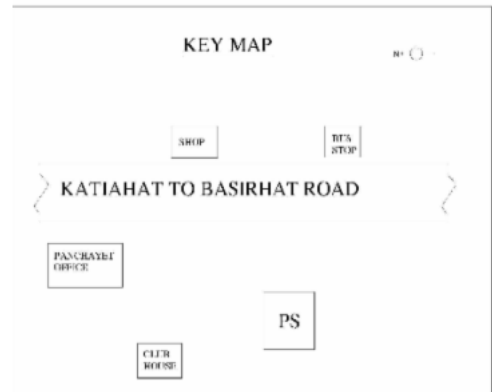 KEY MAP
SHOP
BUS
STOP
KATIAHAT TO BASIRHAT ROAD
PANCHAYET
OFFICE
PS
CLUB
HOUSE